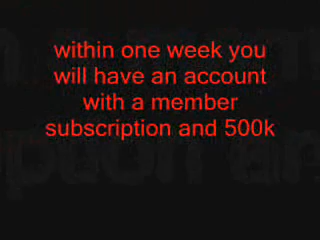 within one week you
will have an account
with a member
subscription and 500k